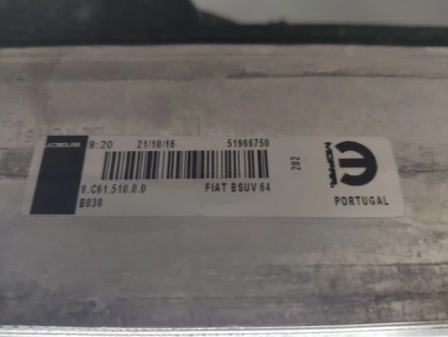 8:20 21/10/16 51966750
8.C61.510.0.0 FIAT BSUV 64
B838
202
MOPAR
PORTUGAL